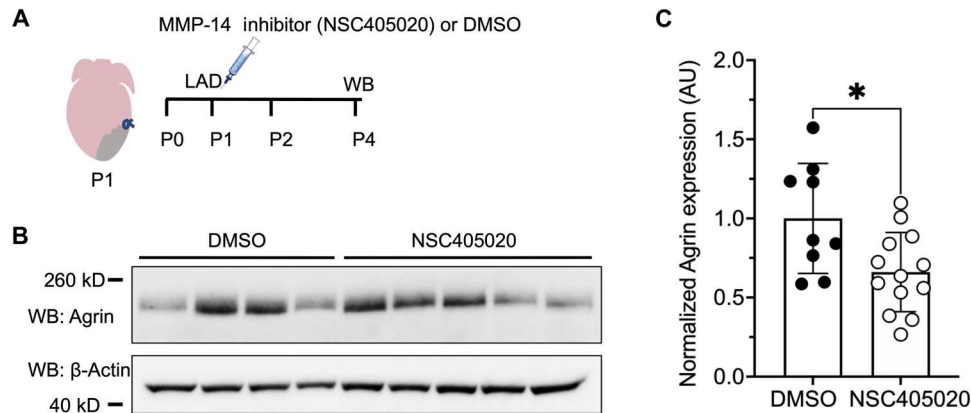 A
MMP-14 inhibitor (NSC405020) or DMSO
LAD
WB
P0 P1 P2 P4
P1
B
DMSO NSC405020
260 kD
WB: Agrin
WB: β-Actin
40 kD
C
Normalized Agrin expression (AU)
2.0
1.5
1.0
0.5
0.0
*
DMSO NSC405020